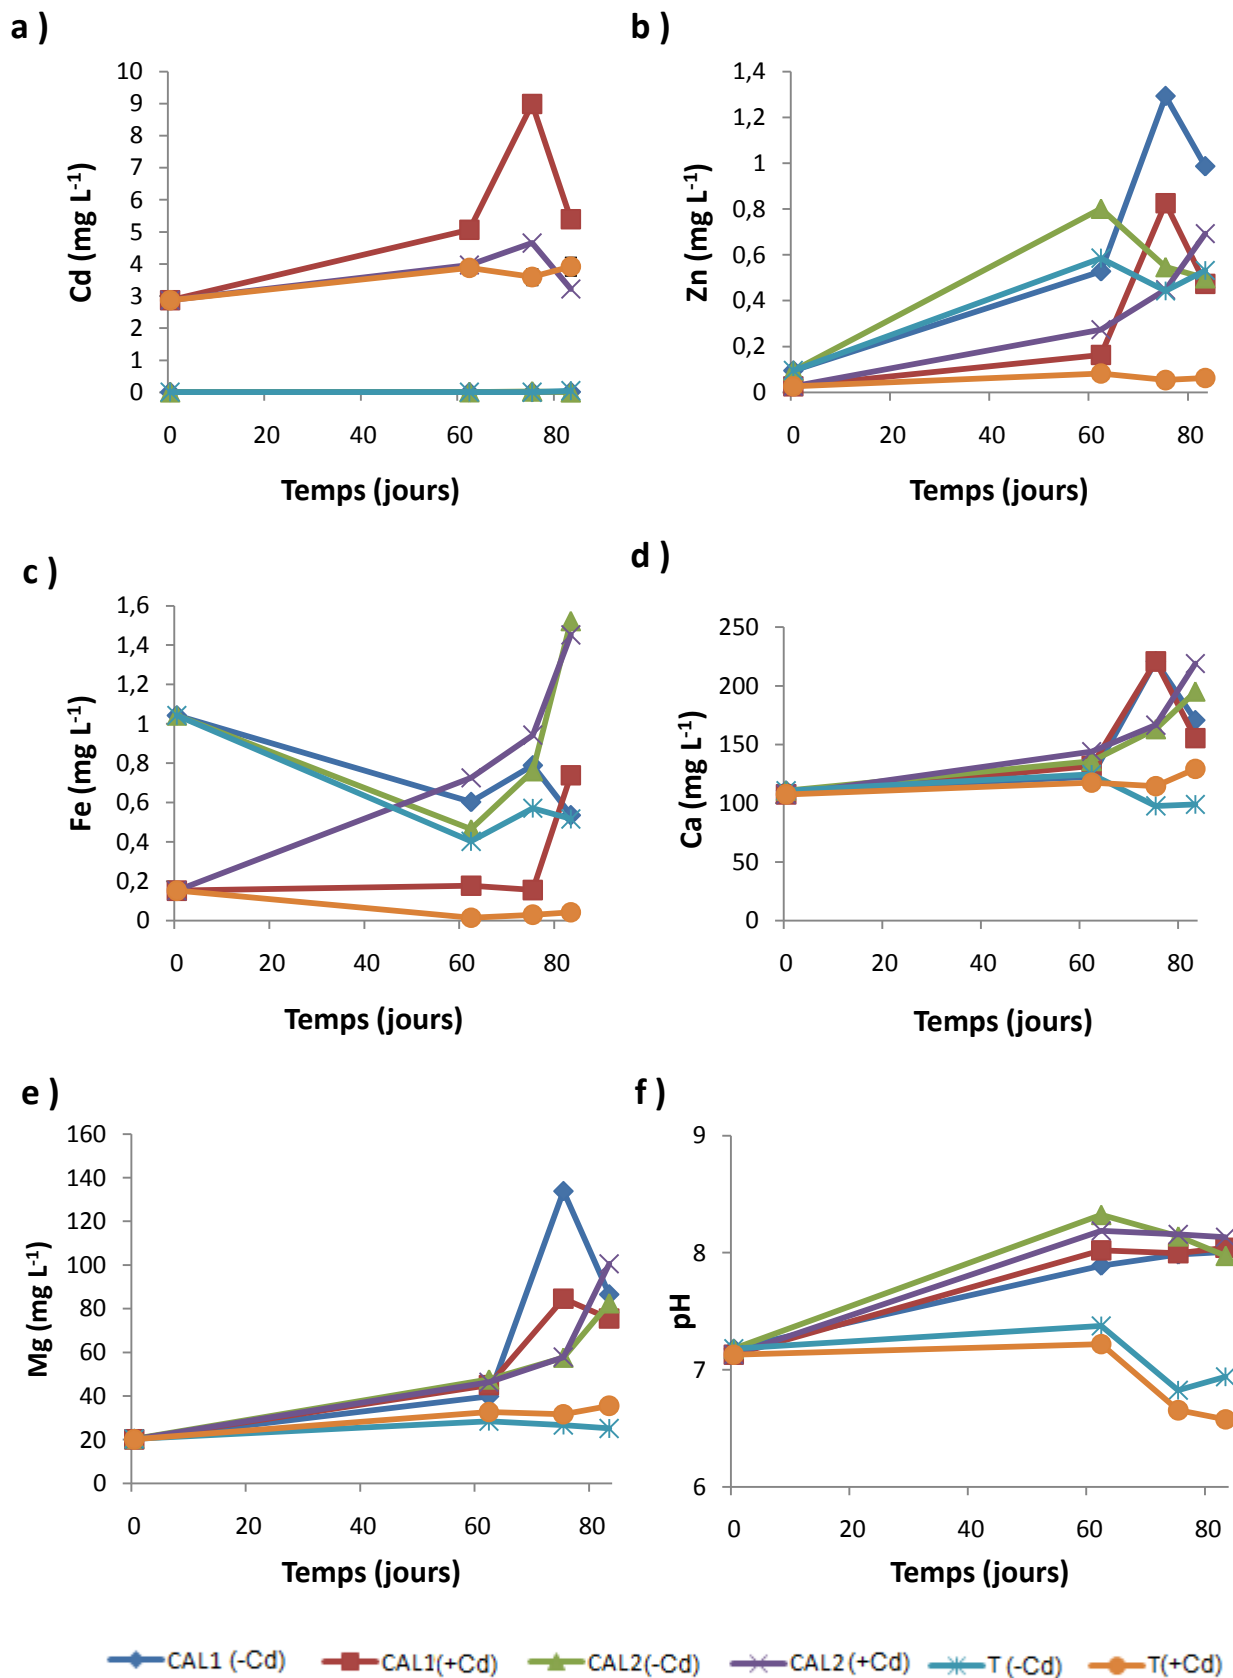 a )
10
9
8
7
6
5
4
3
2
1
0
Cd (mg L-1)
0 20 40 60 80
Temps (jours)
b )
1,4
1,2
1
0,8
0,6
0,4
0,2
0
Zn (mg L-1)
0 20 40 60 80
Temps (jours)
c )
1,6
1,4
1,2
1
0,8
0,6
0,4
0,2
0
Fe (mg L-1)
0 20 40 60 80
Temps (jours)
d )
250
200
150
100
50
0
Ca (mg L-1)
0 20 40 60 80
Temps (jours)
e )
160
140
120
100
80
60
40
20
0
Mg (mg L-1)
0 20 40 60 80
Temps (jours)
f )
9
8
7
6
pH
0 20 40 60 80
Temps (jours)
CAL1 (-Cd) CAL1(+Cd) CAL2(-Cd) CAL2 (+Cd) T (-Cd) T(+Cd)